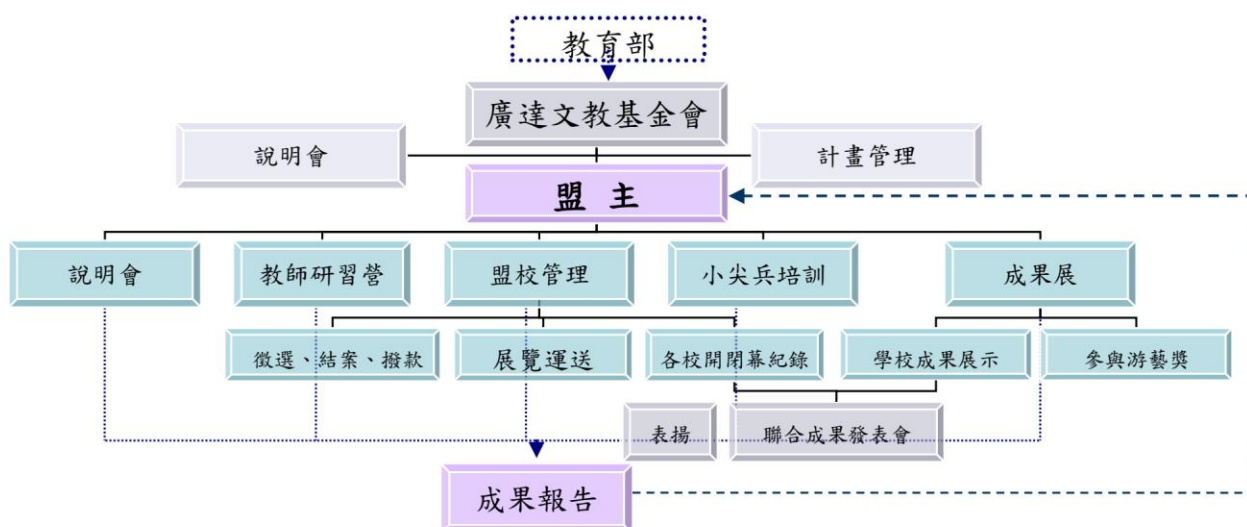 教育部
廣達文教基金會
說明會
計畫管理
盟 主
說明會
教師研習營
盟校管理
小尖兵培訓
成果展
徵選、結案、撥款
展覽運送
各校開閉幕紀錄
學校成果展示
參與游藝獎
表揚
聯合成果發表會
成果報告